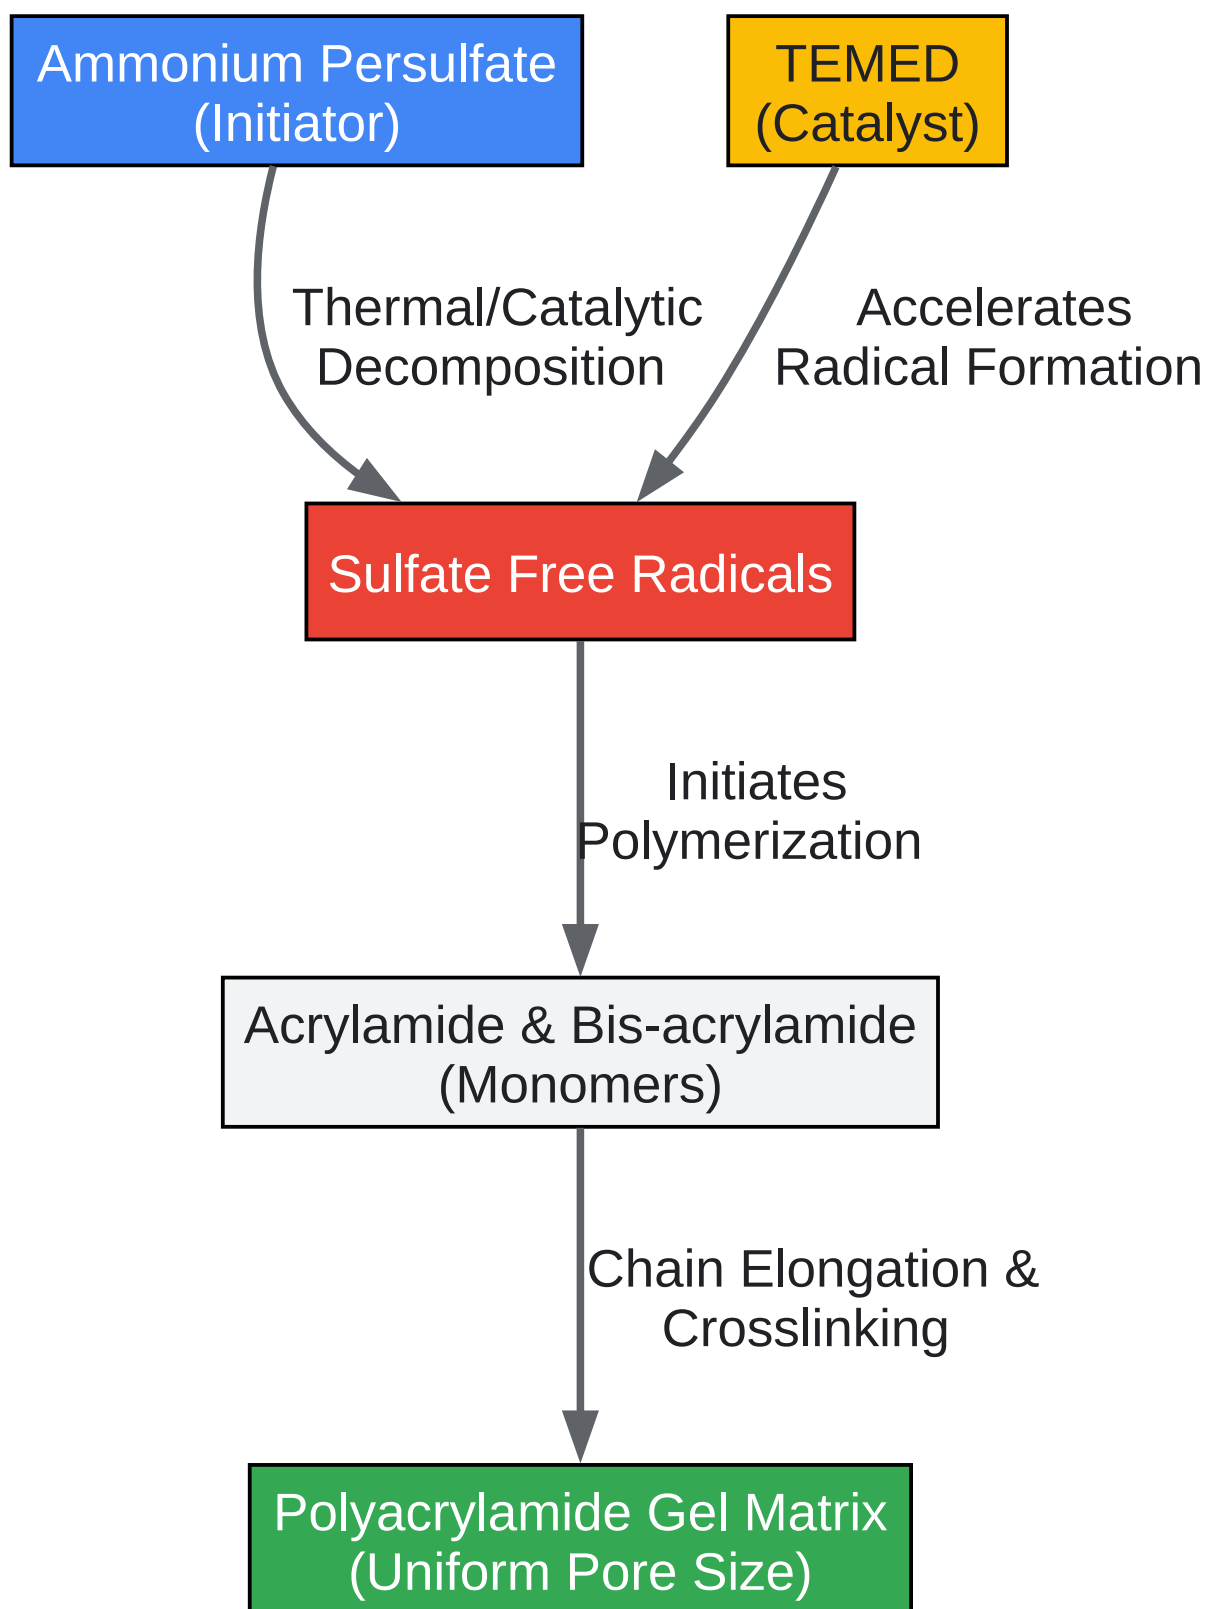 Ammonium Persulfate
(Initiator)
TEMED
(Catalyst)
Thermal/Catalytic
Decomposition
Accelerates
Radical Formation
Sulfate Free Radicals
Initiates
Polymerization
Acrylamide & Bis-acrylamide
(Monomers)
Chain Elongation &
Crosslinking
Polyacrylamide Gel Matrix
(Uniform Pore Size)